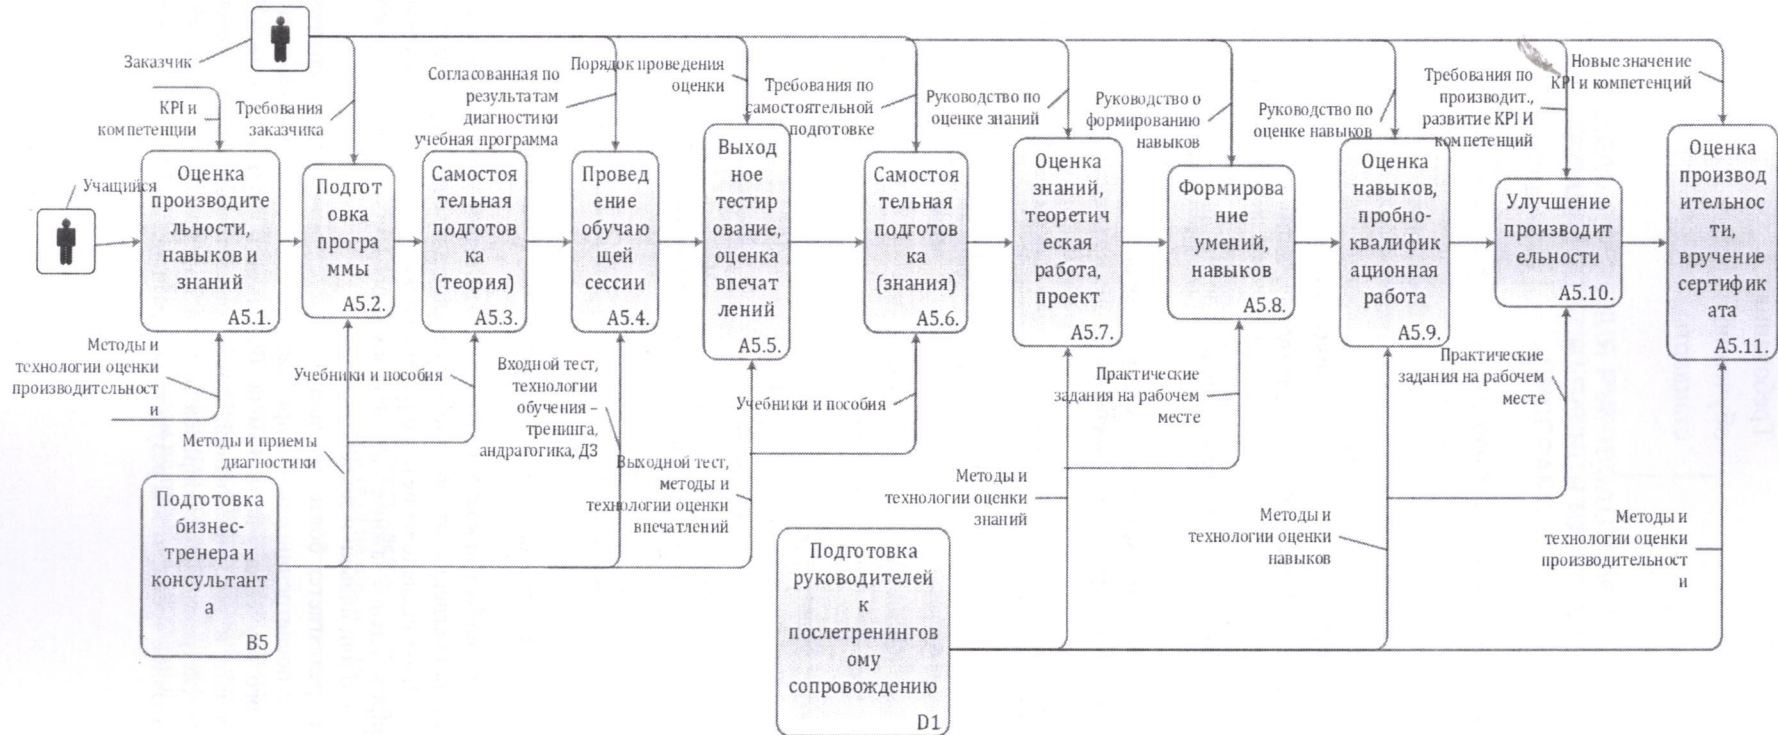 Заказчик
KPI и
компетенции
Требования
заказчика
Согласованная по
результатам
диагностики
учебная программа
Порядок проведения
оценки
Требования по
самостоятельной
подготовке
Руководство по
оценке знаний
Руководство о
формированию
навыков
Руководство по
оценке навыков
Требования по
производит.,
развитие KPI И
компетенций
Новые значение
KPI и компетенций
Учащийся
Оценка
производите
льности,
навыков и
знаний
A5.1.
Подгот
овка
програ
ммы
A5.2.
Самостоя
тельная
подготов
ка
(теория)
A5.3.
Провед
ение
обучаю
щей
сессии
A5.4.
Выход
ное
тестир
ование,
оценка
впечат
лений
A5.5.
Самостоя
тельная
подготов
ка
(знания)
A5.6.
Оценка
знаний,
теоретич
еская
работа,
проект
A5.7.
Формирова
ние
умений,
навыков
A5.8.
Оценка
навыков,
пробно-
квалифик
ационная
работа
A5.9.
Улучшение
производит
ельности
A5.10.
Оценка
производ
ительнос
ти,
вручение
сертифик
ата
A5.11.
Методы и
технологии оценки
производительност
и
Учебники и пособия
Методы и приемы
диагностики
Входной тест,
технологии
обучения –
тренинга,
андрагогика, ДЗ
Выходной тест,
методы и
технологии оценки
впечатлений
Учебники и пособия
Практические
задания на рабочем
месте
Практические
задания на рабочем
месте
Методы и
технологии оценки
знаний
Методы и
технологии оценки
навыков
Методы и
технологии оценки
производительност
и
Подготовка
бизнес-
тренера и
консультант
а
B5
Подготовка
руководителей
к
послетренингов
ому
сопровождению
D1